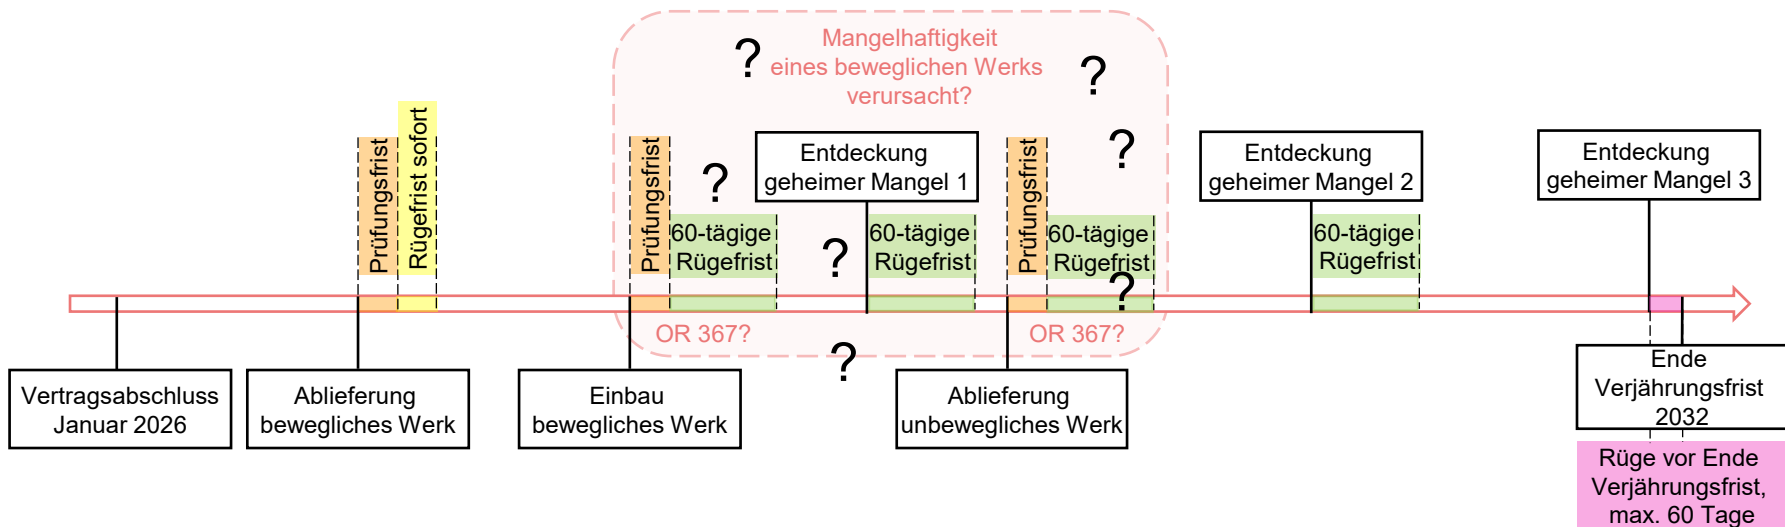 Mangelhaftigkeit
eines beweglichen Werks
verursacht?
?
?
?
?
?
?
?
Prüfungsfrist
Rügefrist sofort
Prüfungsfrist
60-tägige
Rügefrist
Entdeckung
geheimer Mangel 1
60-tägige
Rügefrist
Prüfungsfrist
60-tägige
Rügefrist
Entdeckung
geheimer Mangel 2
60-tägige
Rügefrist
Entdeckung
geheimer Mangel 3
OR 367?
OR 367?
Vertragsabschluss
Januar 2026
Ablieferung
bewegliches Werk
Einbau
bewegliches Werk
Ablieferung
unbewegliches Werk
Ende
Verjährungsfrist
2032
Rüge vor Ende
Verjährungsfrist,
max. 60 Tage